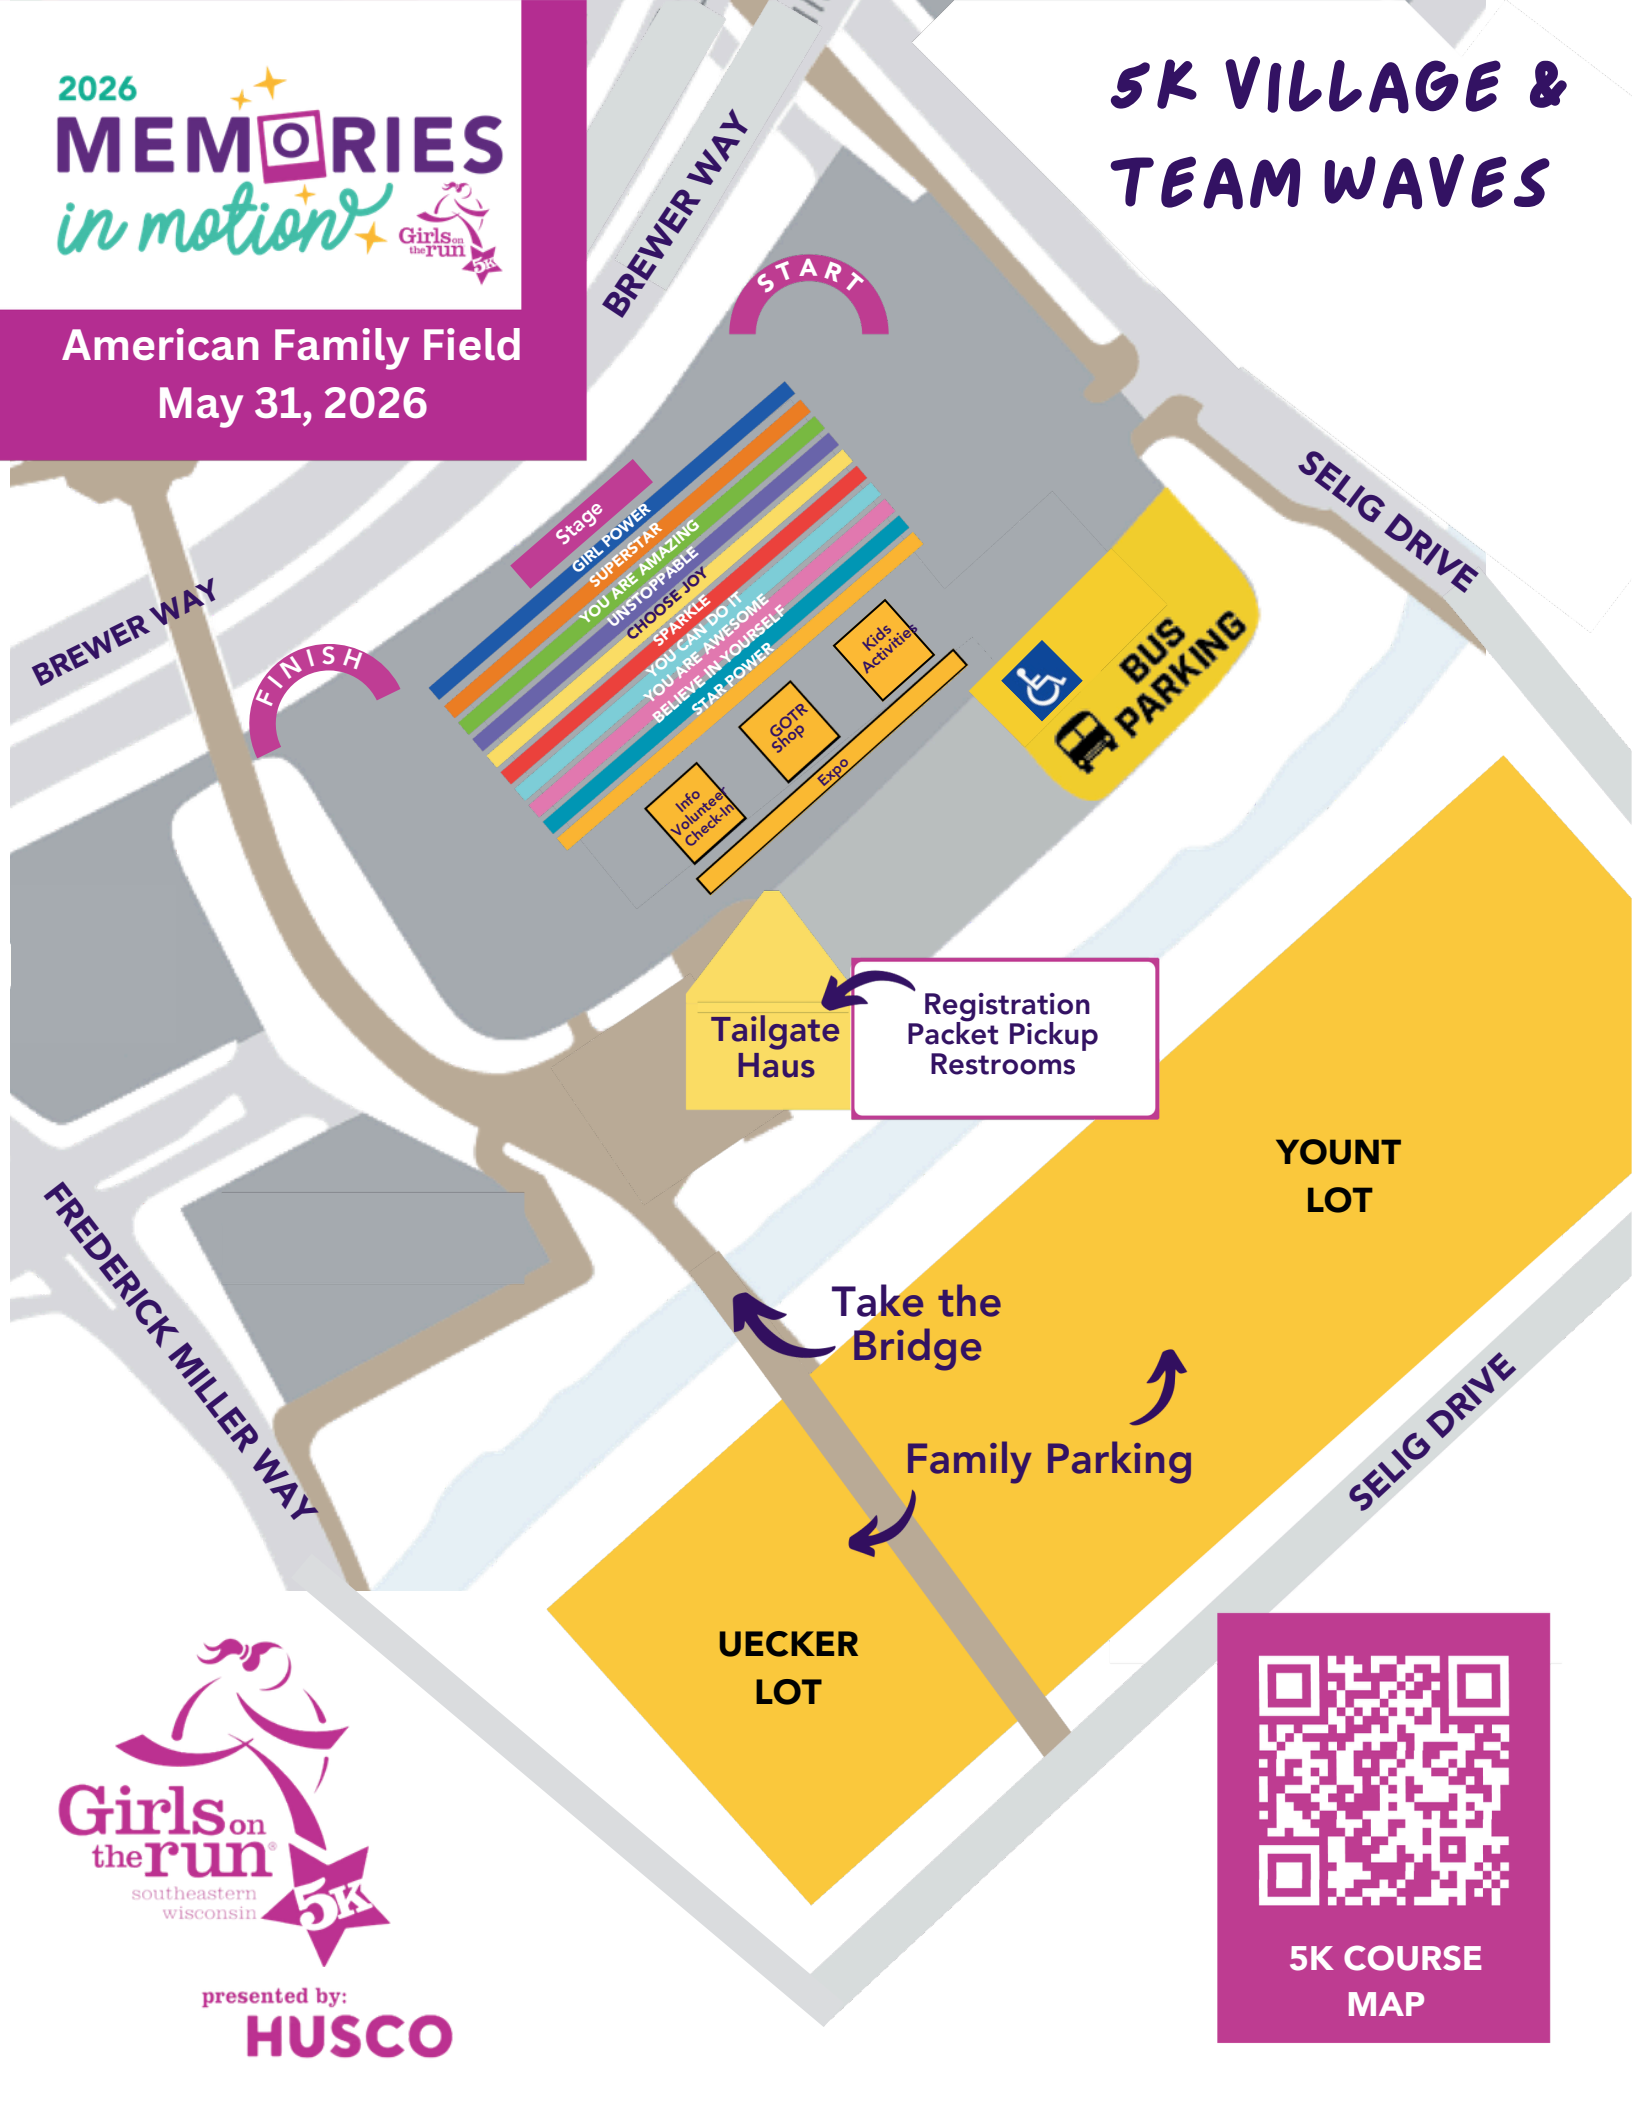 2026
MEMORIES
in motion
Girls on
the run
5K
American Family Field
May 31, 2026
5K VILLAGE &
TEAM WAVES
BREWER WAY
START
SELIG DRIVE
Stage
GIRL POWER
SUPERSTAR
YOU ARE AMAZING
UNSTOPPABLE
CHOOSE JOY
SPARKLE
YOU CAN DO IT
YOU ARE AWESOME
BELIEVE IN YOURSELF
STAR POWER
BREWER WAY
FINISH
Kids
Activities
GOTR
Shop
Info
Volunteer
Check-In
Expo
BUS
PARKING
Tailgate
Haus
Registration
Packet Pickup
Restrooms
YOUNT
LOT
FREDERICK MILLER WAY
Take the
Bridge
Family Parking
SELIG DRIVE
UECKER
LOT
Girls on
the run®
southeastern
wisconsin
5K
presented by:
HUSCO
5K COURSE
MAP